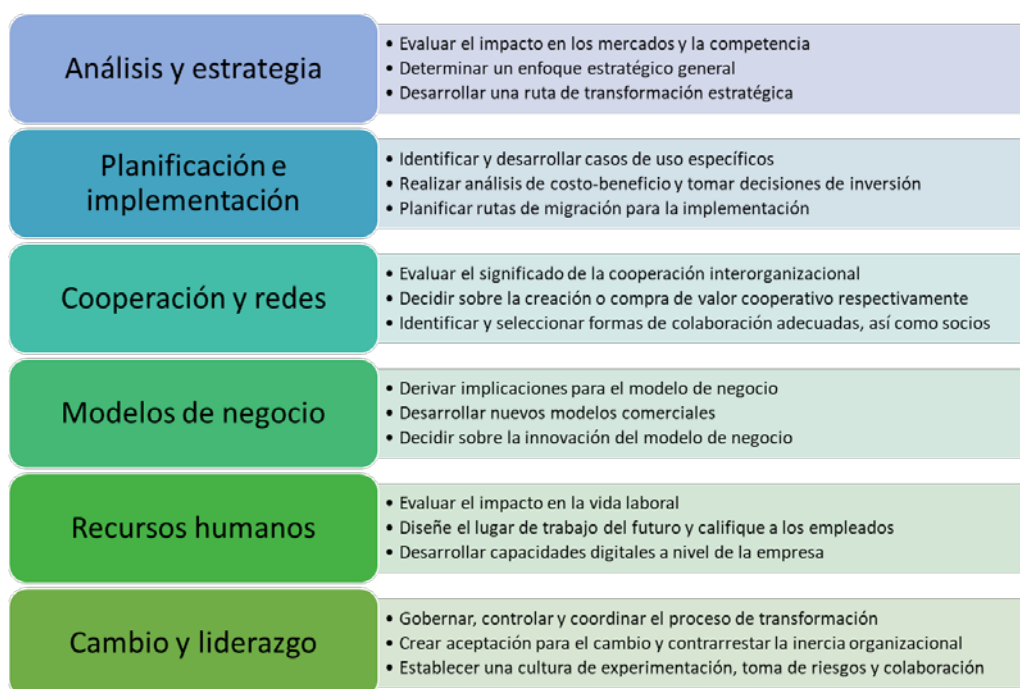 Análisis y estrategia
• Evaluar el impacto en los mercados y la competencia
• Determinar un enfoque estratégico general
• Desarrollar una ruta de transformación estratégica
Planificación e
implementación
• Identificar y desarrollar casos de uso específicos
• Realizar análisis de costo-beneficio y tomar decisiones de inversión
• Planificar rutas de migración para la implementación
Cooperación y redes
• Evaluar el significado de la cooperación interorganizacional
• Decidir sobre la creación o compra de valor cooperativo respectivamente
• Identificar y seleccionar formas de colaboración adecuadas, así como socios
Modelos de negocio
• Derivar implicaciones para el modelo de negocio
• Desarrollar nuevos modelos comerciales
• Decidir sobre la innovación del modelo de negocio
Recursos humanos
• Evaluar el impacto en la vida laboral
• Diseñe el lugar de trabajo del futuro y califique a los empleados
• Desarrollar capacidades digitales a nivel de la empresa
Cambio y liderazgo
• Gobernar, controlar y coordinar el proceso de transformación
• Crear aceptación para el cambio y contrarrestar la inercia organizacional
• Establecer una cultura de experimentación, toma de riesgos y colaboración